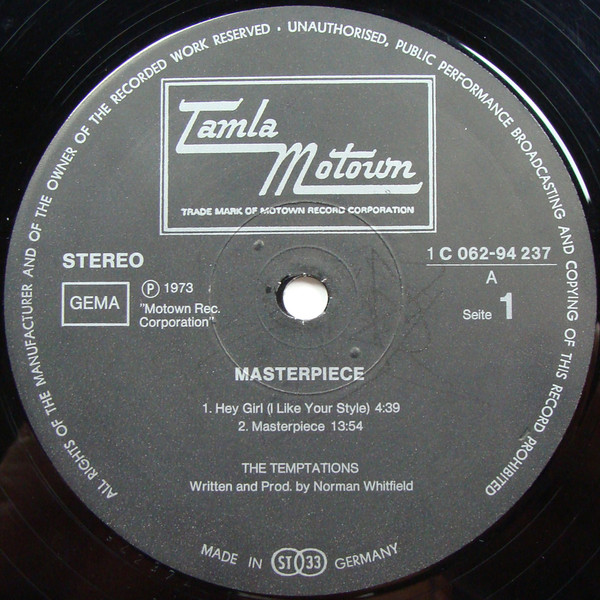 ALL RIGHTS OF THE MANUFACTURER AND OF THE OWNER OF THE RECORDED WORK RESERVED · UNAUTHORISED, PUBLIC PERFORMANCE BROADCASTING AND COPYING OF THIS RECORD PROHIBITED
Tamla
Motown
TRADE MARK OF MOTOWN RECORD CORPORATION
STEREO
1 C 062-94 237
A
GEMA
Ⓟ 1973
"Motown Rec.
Corporation"
Seite 1
MASTERPIECE
1. Hey Girl (I Like Your Style) 4:39
2. Masterpiece 13:54
THE TEMPTATIONS
Written and Prod. by Norman Whitfield
MADE IN ST 33 GERMANY